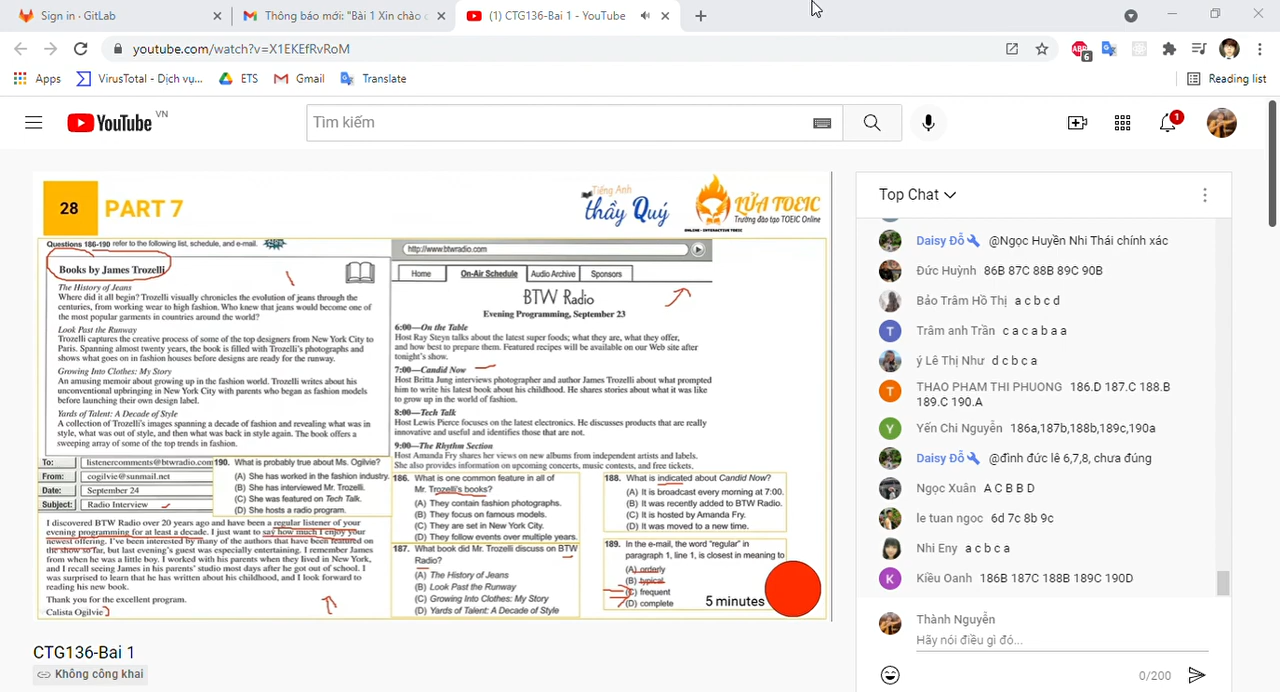 Sign in · GitLab
Thông báo mới: "Bài 1 Xin chào c
(1) CTG136-Bai 1 - YouTube
youtube.com/watch?v=X1EKEfRvRoM
ABP
6
Apps
VirusTotal - Dịch vụ...
ETS
Gmail
Translate
Reading list
YouTube VN
Tìm kiếm
1
28
PART 7
Tiếng Anh
thầy Quý
LỬA TOEIC
Trường đào tạo TOEIC Online
ONLINE - INTERACTIVE TOEIC
Questions 186-190 refer to the following list, schedule, and e-mail.
Books by James Trozelli
The History of Jeans
Where did it all begin? Trozelli visually chronicles the evolution of jeans through the
centuries, from working wear to high fashion. Who knew that jeans would become one of
the most popular garments in countries around the world?
Look Past the Runway
Trozelli captures the creative process of some of the top designers from New York City to
Paris. Spanning almost twenty years, the book is filled with Trozelli's photographs and
shows what goes on in fashion houses before designs are ready for the runway.
Growing Into Clothes: My Story
An amusing memoir about growing up in the fashion world. Trozelli writes about his
unconventional upbringing in New York City with parents who began as fashion models
before launching their own design label.
Yards of Talent: A Decade of Style
A collection of Trozelli's images spanning a decade of fashion and revealing what was in
style, what was out of style, and then what was back in style again. The book offers a
sweeping array of some of the top trends in fashion.
http://www.btwradio.com
Home
On-Air Schedule
Audio Archive
Sponsors
BTW Radio
Evening Programming, September 23
6:00—On the Table
Host Ray Steyn talks about the latest super foods; what they are, what they offer,
and how best to prepare them. Featured recipes will be available on our Web site after
tonight's show.
7:00—Candid Now
Host Britta Jung interviews photographer and author James Trozelli about what prompted
him to write his latest book about his childhood. He shares stories about what it was like
to grow up in the world of fashion.
8:00—Tech Talk
Host Lewis Pierce focuses on the latest electronics. He discusses products that are really
innovative and useful and identifies those that are not.
9:00—The Rhythm Section
Host Amanda Fry shares her views on new albums from independent artists and labels.
She also provides information on upcoming concerts, music contests, and free tickets.
To: listenercomments@btwradio.com
From: cogilvie@sunmail.net
Date: September 24
Subject: Radio Interview
I discovered BTW Radio over 20 years ago and have been a regular listener of your
evening programming for at least a decade. I just want to say how much I enjoy your
newest offering. I've been interested by many of the authors that have been featured on
the show so far, but last evening's guest was especially entertaining. I remember James
from when he was a little boy. I worked with his parents when they lived in New York,
and I recall seeing James in his parents' studio most days after he got out of school. I
was surprised to learn that he has written about his childhood, and I look forward to
reading his new book.
Thank you for the excellent program.
Calista Ogilvie
190. What is probably true about Ms. Ogilvie?
(A) She has worked in the fashion industry.
(B) She has interviewed Mr. Trozelli.
(C) She was featured on Tech Talk.
(D) She hosts a radio program.
186. What is one common feature in all of
Mr. Trozelli's books?
(A) They contain fashion photographs.
(B) They focus on famous models.
(C) They are set in New York City.
(D) They follow events over multiple years.
187. What book did Mr. Trozelli discuss on BTW
Radio?
(A) The History of Jeans
(B) Look Past the Runway
(C) Growing Into Clothes: My Story
(D) Yards of Talent: A Decade of Style
188. What is indicated about Candid Now?
(A) It is broadcast every morning at 7:00.
(B) It was recently added to BTW Radio.
(C) It is hosted by Amanda Fry.
(D) It was moved to a new time.
189. In the e-mail, the word "regular" in
paragraph 1, line 1, is closest in meaning to
(A) orderly
(B) typical
(C) frequent
(D) complete
5 minutes
CTG136-Bai 1
Không công khai
Top Chat
Daisy Đỗ @Ngọc Huyền Nhi Thái chính xác
Đức Huỳnh 86B 87C 88B 89C 90B
Bảo Trâm Hồ Thị a c b c d
T Trâm anh Trần c a c a b a a
ý Lê Thị Như d c b c a
T THAO PHAM THI PHUONG 186.D 187.C 188.B
189.C 190.A
Y Yến Chi Nguyễn 186a,187b,188b,189c,190a
Daisy Đỗ @đình đức lê 6,7,8, chưa đúng
Ngọc Xuân A C B B D
le tuan ngoc 6d 7c 8b 9c
Nhi Eny a c b c a
K Kiều Oanh 186B 187C 188B 189C 190D
Thành Nguyễn
Hãy nói điều gì đó...
0/200